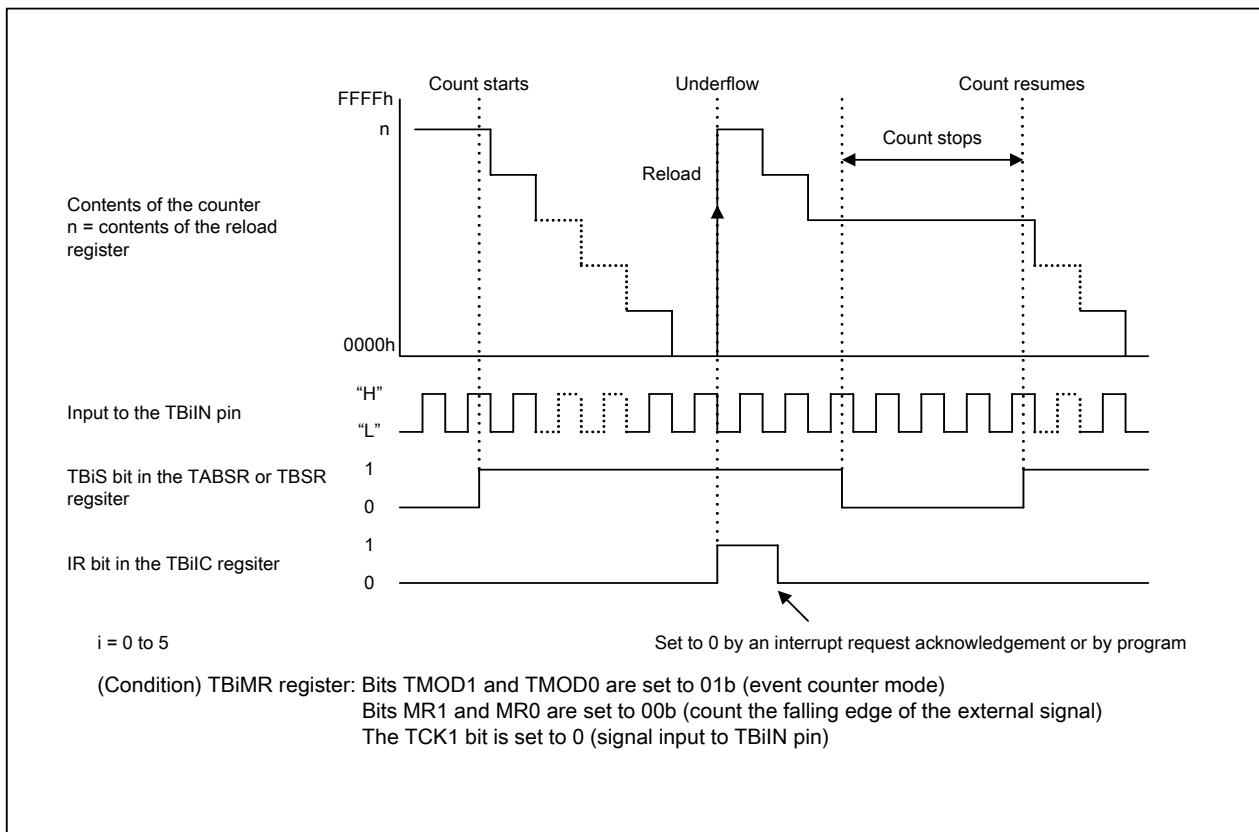 Count starts
Underflow
Count resumes
FFFFh
n
Count stops
Reload
Contents of the counter
n = contents of the reload
register
0000h
“H”
Input to the TBiIN pin
“L”
TBiS bit in the TABSR or TBSR
regsiter
1
0
1
IR bit in the TBiIC regsiter
0
i = 0 to 5
Set to 0 by an interrupt request acknowledgement or by program
(Condition) TBiMR register: Bits TMOD1 and TMOD0 are set to 01b (event counter mode)
Bits MR1 and MR0 are set to 00b (count the falling edge of the external signal)
The TCK1 bit is set to 0 (signal input to TBiIN pin)